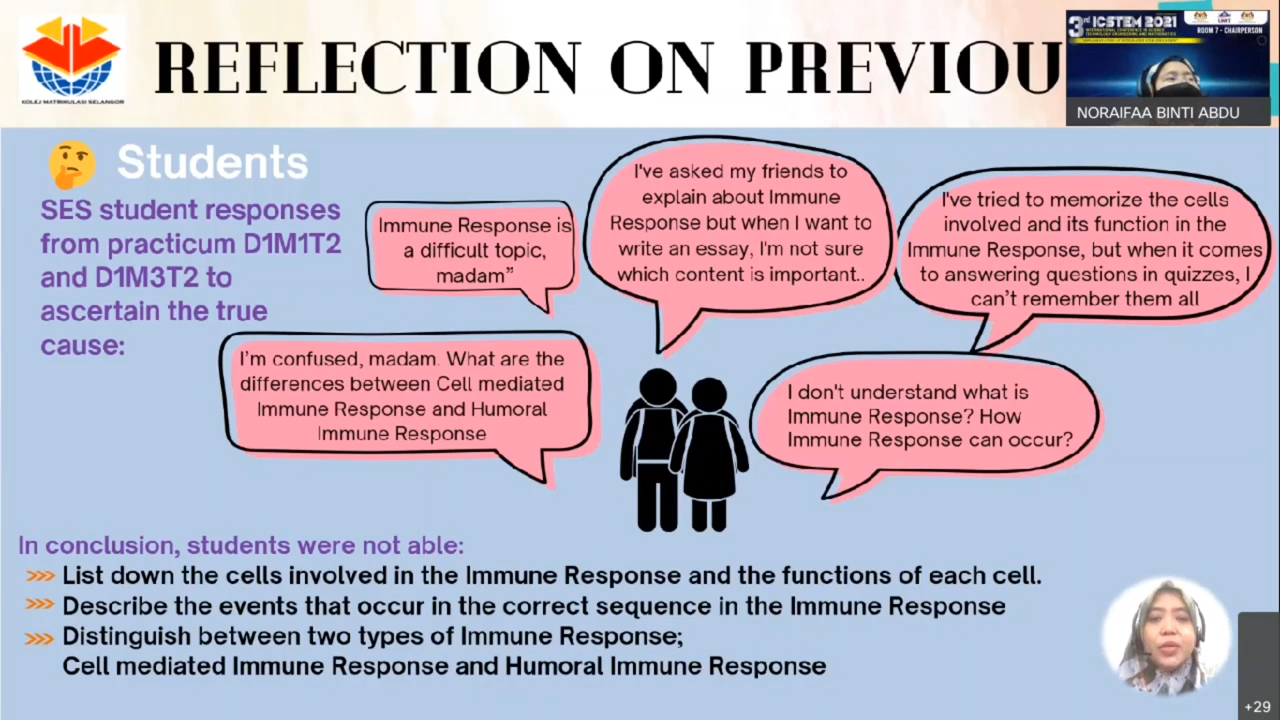 KOLEJ MATRIKULASI SELANGOR
REFLECTION ON PREVIOU
3rd ICSTEM 2021
INTERNATIONAL CONFERENCE IN SCIENCE
TECHNOLOGY ENGINEERING AND MATHEMATICS
ROOM 7 - CHAIRPERSON
NORAIFAA BINTI ABDU
Students
SES student responses
from practicum D1M1T2
and D1M3T2 to
ascertain the true
cause:
Immune Response is
a difficult topic,
madam”
I've asked my friends to
explain about Immune
Response but when I want to
write an essay, I'm not sure
which content is important..
I've tried to memorize the cells
involved and its function in the
Immune Response, but when it comes
to answering questions in quizzes, I
can’t remember them all
I’m confused, madam. What are the
differences between Cell mediated
Immune Response and Humoral
Immune Response
I don't understand what is
Immune Response? How
Immune Response can occur?
In conclusion, students were not able:
List down the cells involved in the Immune Response and the functions of each cell.
Describe the events that occur in the correct sequence in the Immune Response
Distinguish between two types of Immune Response;
Cell mediated Immune Response and Humoral Immune Response
+29